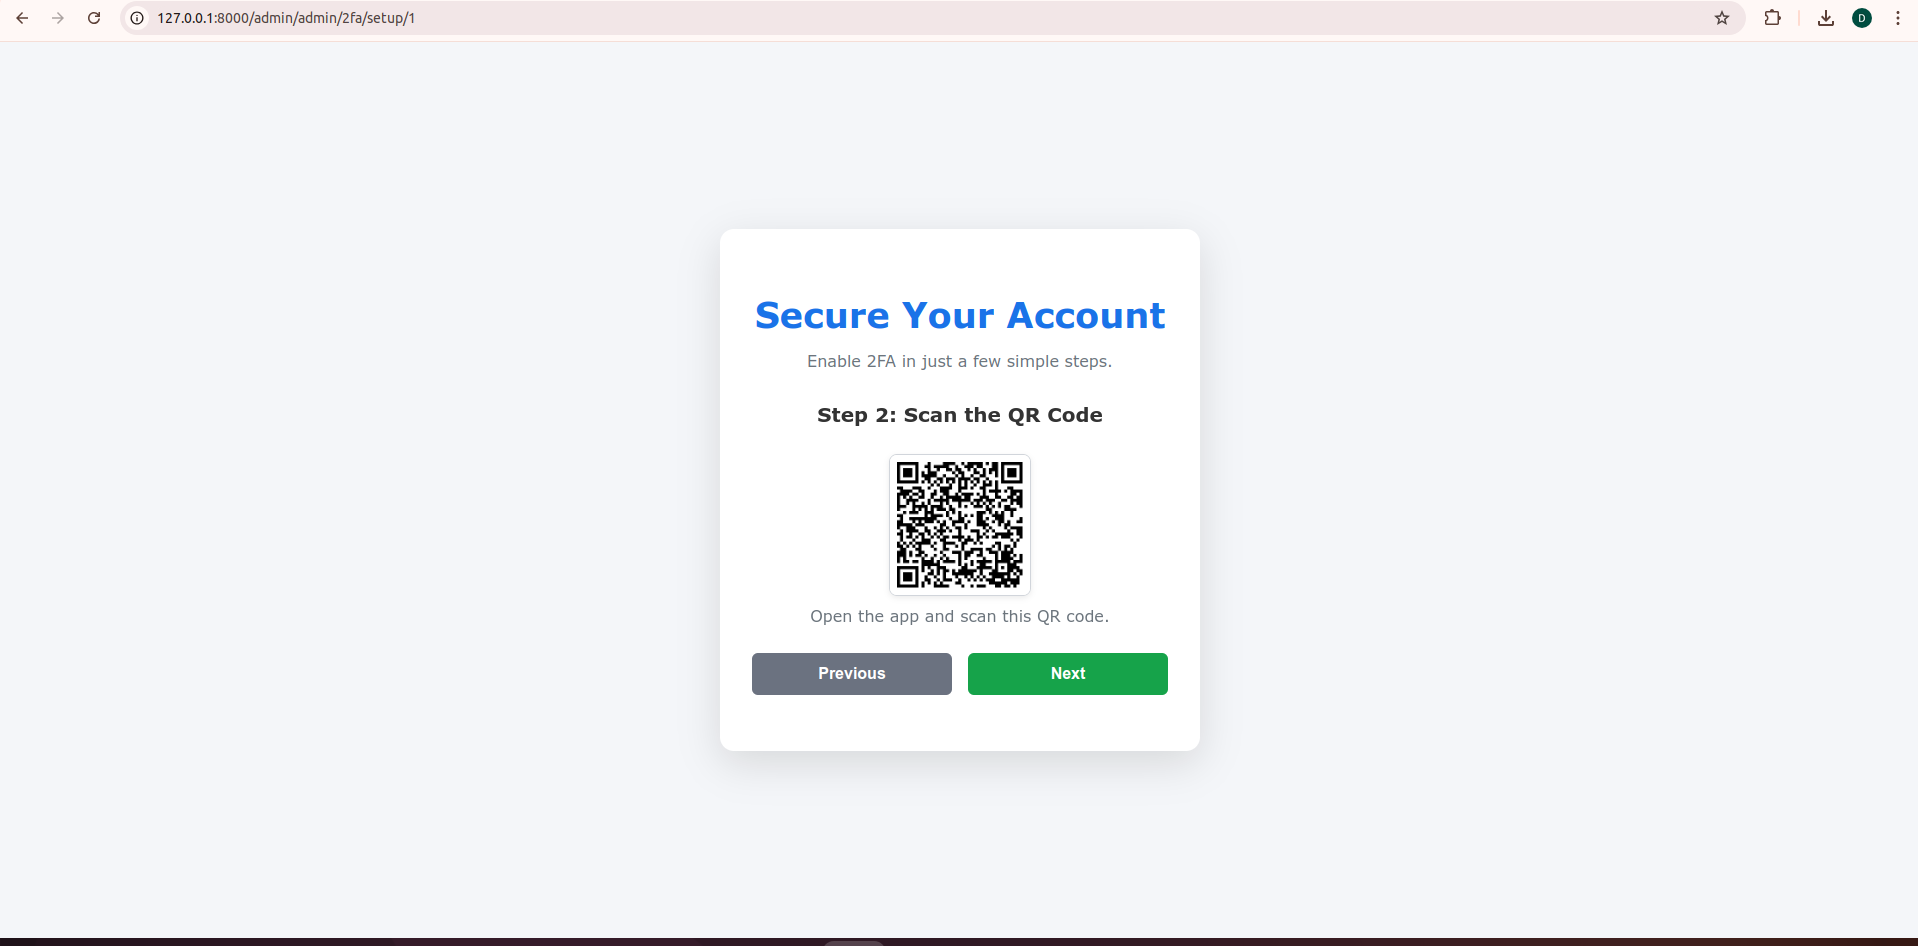 127.0.0.1:8000/admin/admin/2fa/setup/1
D
Secure Your Account
Enable 2FA in just a few simple steps.
Step 2: Scan the QR Code
Open the app and scan this QR code.
Previous
Next